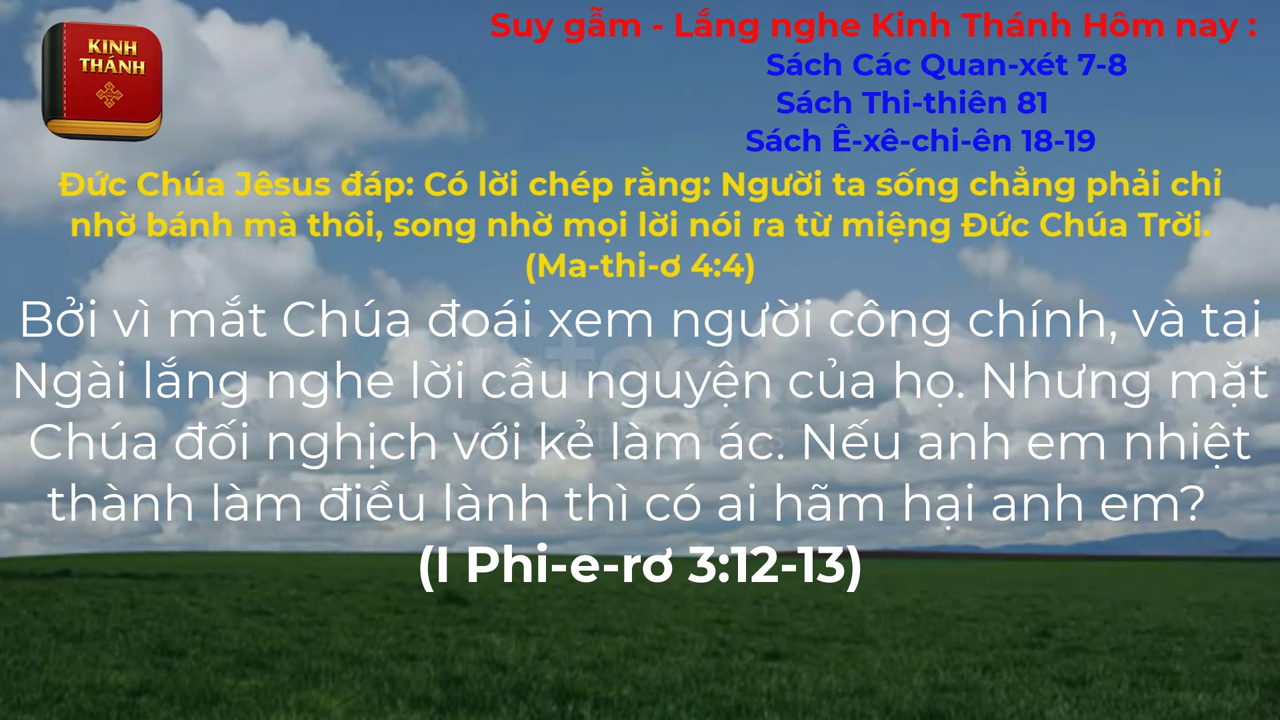 KINH
THÁNH
Suy gẫm - Lắng nghe Kinh Thánh Hôm nay :
Sách Các Quan-xét 7-8
Sách Thi-thiên 81
Sách Ê-xê-chi-ên 18-19
Đức Chúa Jêsus đáp: Có lời chép rằng: Người ta sống chẳng phải chỉ
nhờ bánh mà thôi, song nhờ mọi lời nói ra từ miệng Đức Chúa Trời.
(Ma-thi-ơ 4:4)
Bởi vì mắt Chúa đoái xem người công chính, và tai
Ngài lắng nghe lời cầu nguyện của họ. Nhưng mặt
Chúa đối nghịch với kẻ làm ác. Nếu anh em nhiệt
thành làm điều lành thì có ai hãm hại anh em?
(I Phi-e-rơ 3:12-13)